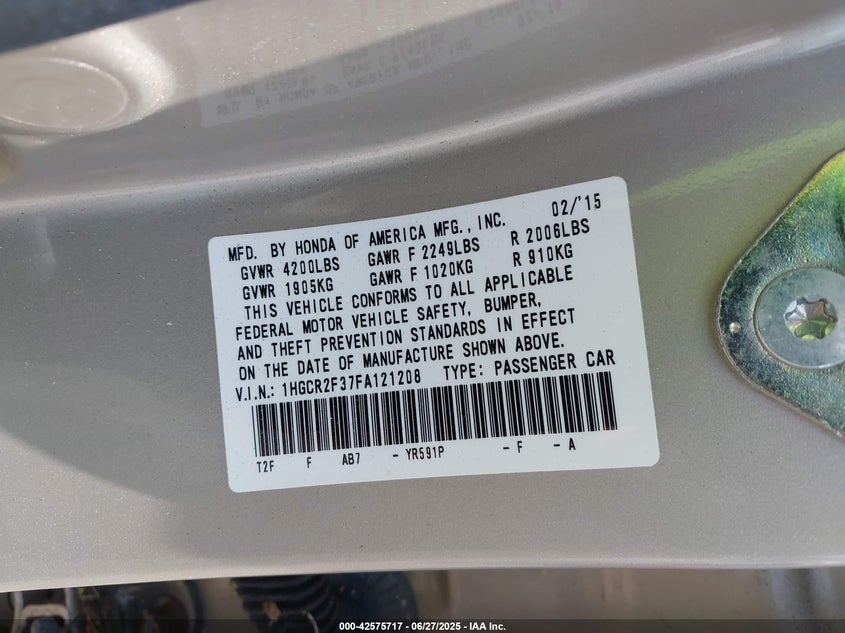 MFD. BY HONDA OF AMERICA MFG., INC. 02/'15
GVWR 4200LBS GAWR F 2249LBS R 2006LBS
GVWR 1905KG GAWR F 1020KG R 910KG
THIS VEHICLE CONFORMS TO ALL APPLICABLE
FEDERAL MOTOR VEHICLE SAFETY, BUMPER,
AND THEFT PREVENTION STANDARDS IN EFFECT
ON THE DATE OF MANUFACTURE SHOWN ABOVE.
V.I.N.: 1HGCR2F37FA121208 TYPE: PASSENGER CAR
T2F F AB7 - YR591P - F - A
000-42575717 | 06/27/2025 | IAA Inc.